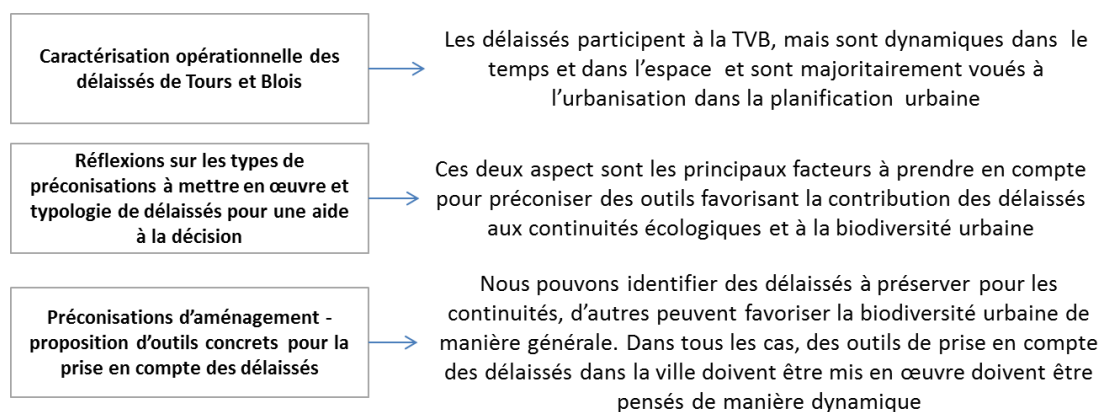 Caractérisation opérationnelle des
délaissés de Tours et Blois
Les délaissés participent à la TVB, mais sont dynamiques dans le
temps et dans l’espace et sont majoritairement voués à
l’urbanisation dans la planification urbaine
Réflexions sur les types de
préconisations à mettre en œuvre et
typologie de délaissés pour une aide
à la décision
Ces deux aspect sont les principaux facteurs à prendre en compte
pour préconiser des outils favorisant la contribution des délaissés
aux continuités écologiques et à la biodiversité urbaine
Préconisations d’aménagement -
proposition d’outils concrets pour la
prise en compte des délaissés
Nous pouvons identifier des délaissés à préserver pour les
continuités, d’autres peuvent favoriser la biodiversité urbaine de
manière générale. Dans tous les cas, des outils de prise en compte
des délaissés dans la ville doivent être mis en œuvre doivent être
pensés de manière dynamique